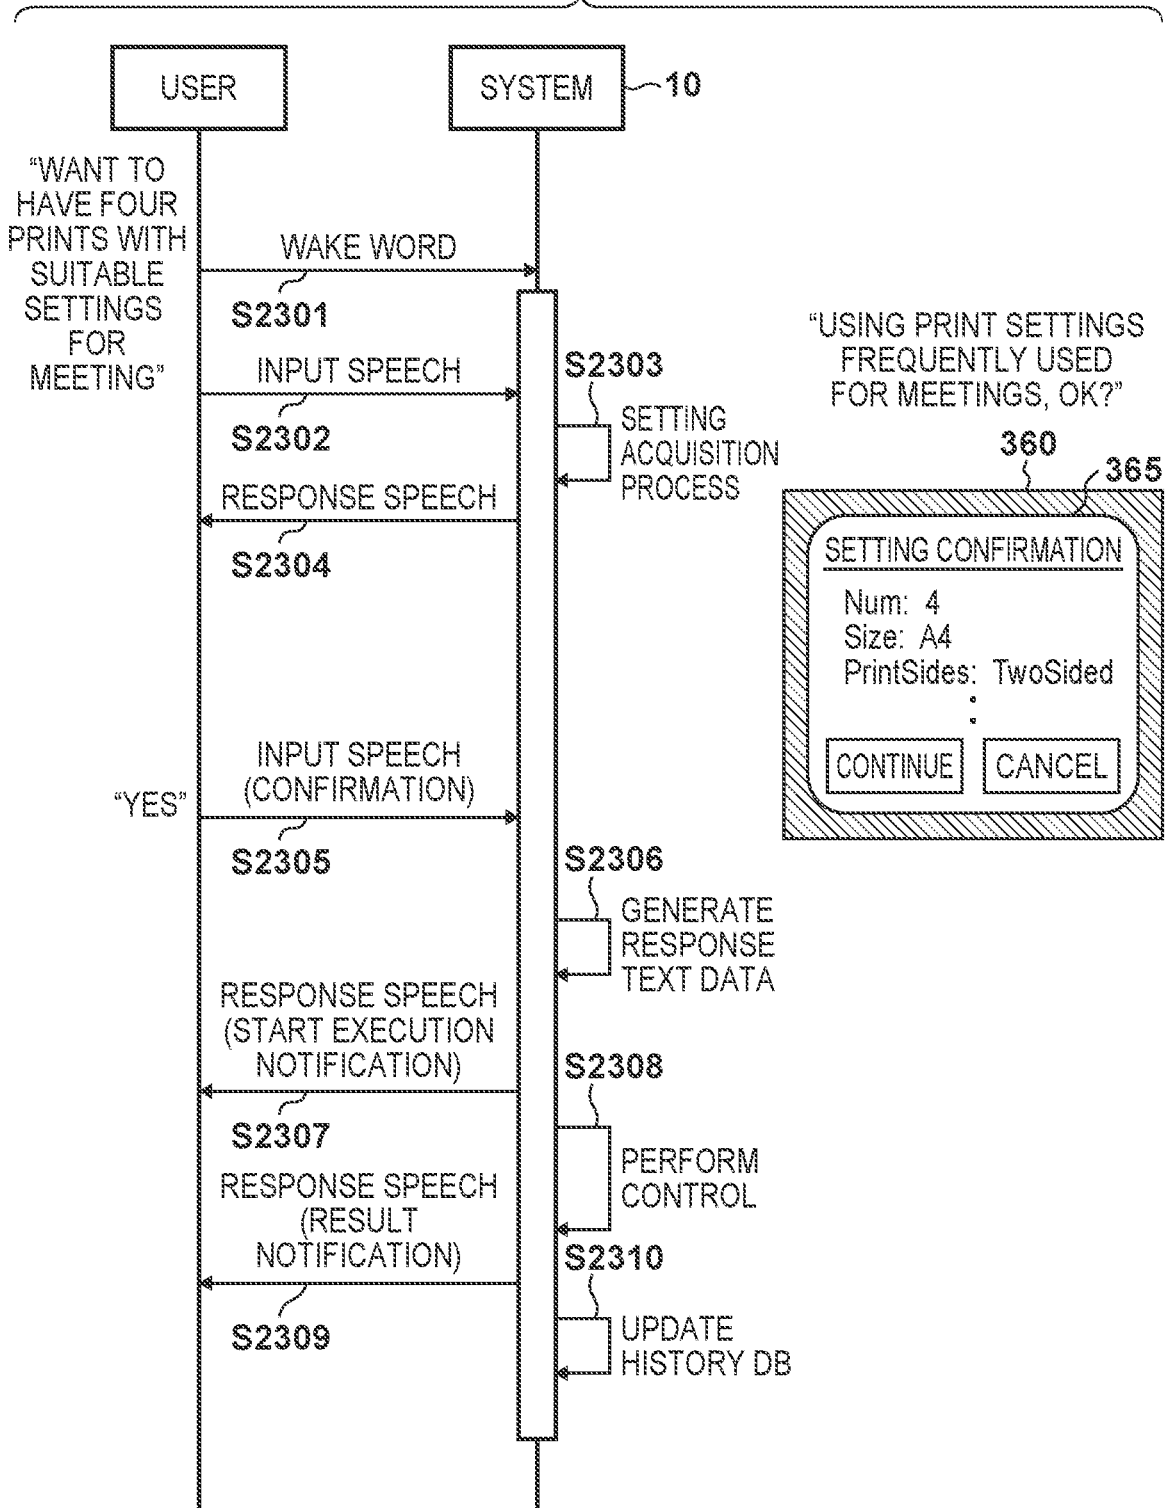 USER
SYSTEM
10
“WANT TO
HAVE FOUR
PRINTS WITH
SUITABLE
SETTINGS
FOR
MEETING”
WAKE WORD
S2301
INPUT SPEECH
S2302
S2303
SETTING
ACQUISITION
PROCESS
RESPONSE SPEECH
S2304
“USING PRINT SETTINGS
FREQUENTLY USED
FOR MEETINGS, OK?”
360
365
SETTING CONFIRMATION
Num: 4
Size: A4
PrintSides: TwoSided
:
CONTINUE
CANCEL
INPUT SPEECH
(CONFIRMATION)
“YES”
S2305
S2306
GENERATE
RESPONSE
TEXT DATA
RESPONSE SPEECH
(START EXECUTION
NOTIFICATION)
S2307
S2308
PERFORM
CONTROL
RESPONSE SPEECH
(RESULT
NOTIFICATION)
S2309
S2310
UPDATE
HISTORY DB